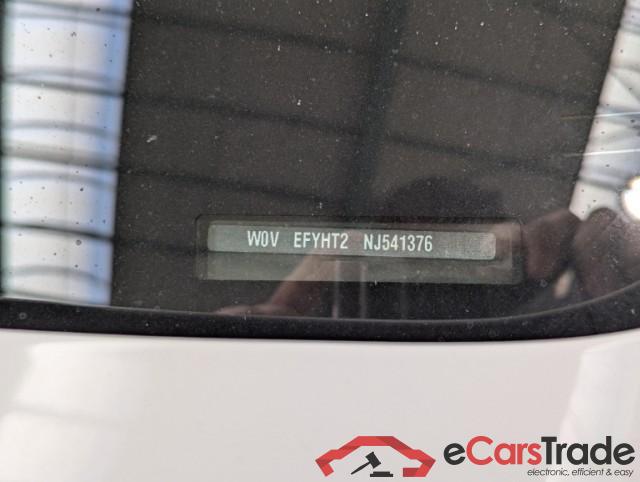 W0V EFYHT2 NJ541376
eCarsTrade
electronic, efficient & easy